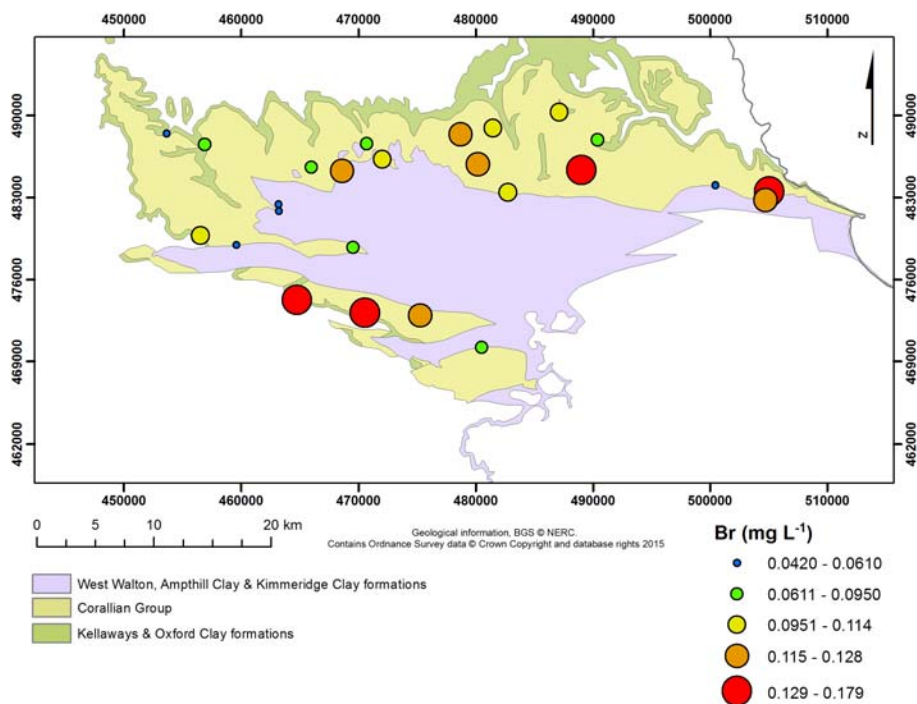 450000 460000 470000 480000 490000 500000 510000
490000 490000
483000 483000
476000 476000
469000 469000
462000 462000
N
450000 460000 470000 480000 490000 500000 510000
0 5 10 20 km
Geological information, BGS © NERC.
Contains Ordnance Survey data © Crown Copyright and database rights 2015
West Walton, Ampthill Clay & Kimmeridge Clay formations
Corallian Group
Kellaways & Oxford Clay formations
Br (mg L⁻¹)
0.0420 - 0.0610
0.0611 - 0.0950
0.0951 - 0.114
0.115 - 0.128
0.129 - 0.179